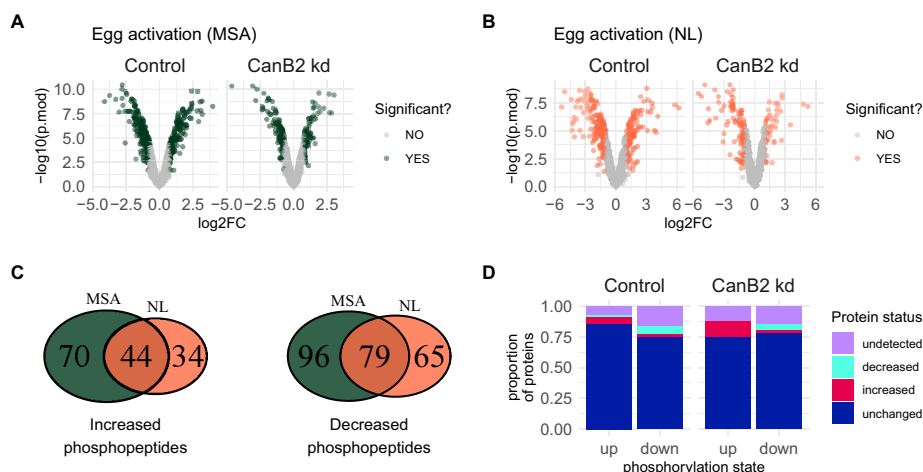 A
Egg activation (MSA)
Control CanB2 kd
−log10(p.mod)
10.0
7.5
5.0
2.5
0.0
−5.0 −2.5 0.0 2.5 −5.0 −2.5 0.0 2.5
log2FC
Significant?
NO
YES
B
Egg activation (NL)
Control CanB2 kd
−log10(p.mod)
7.5
5.0
2.5
0.0
−6 −3 0 3 6 −6 −3 0 3 6
log2FC
Significant?
NO
YES
C
MSA NL
70 44 34
Increased
phosphopeptides
MSA NL
96 79 65
Decreased
phosphopeptides
D
Control CanB2 kd
proportion
of proteins
1.00
0.75
0.50
0.25
0.00
up down up down
phosphorylation state
Protein status
undetected
decreased
increased
unchanged